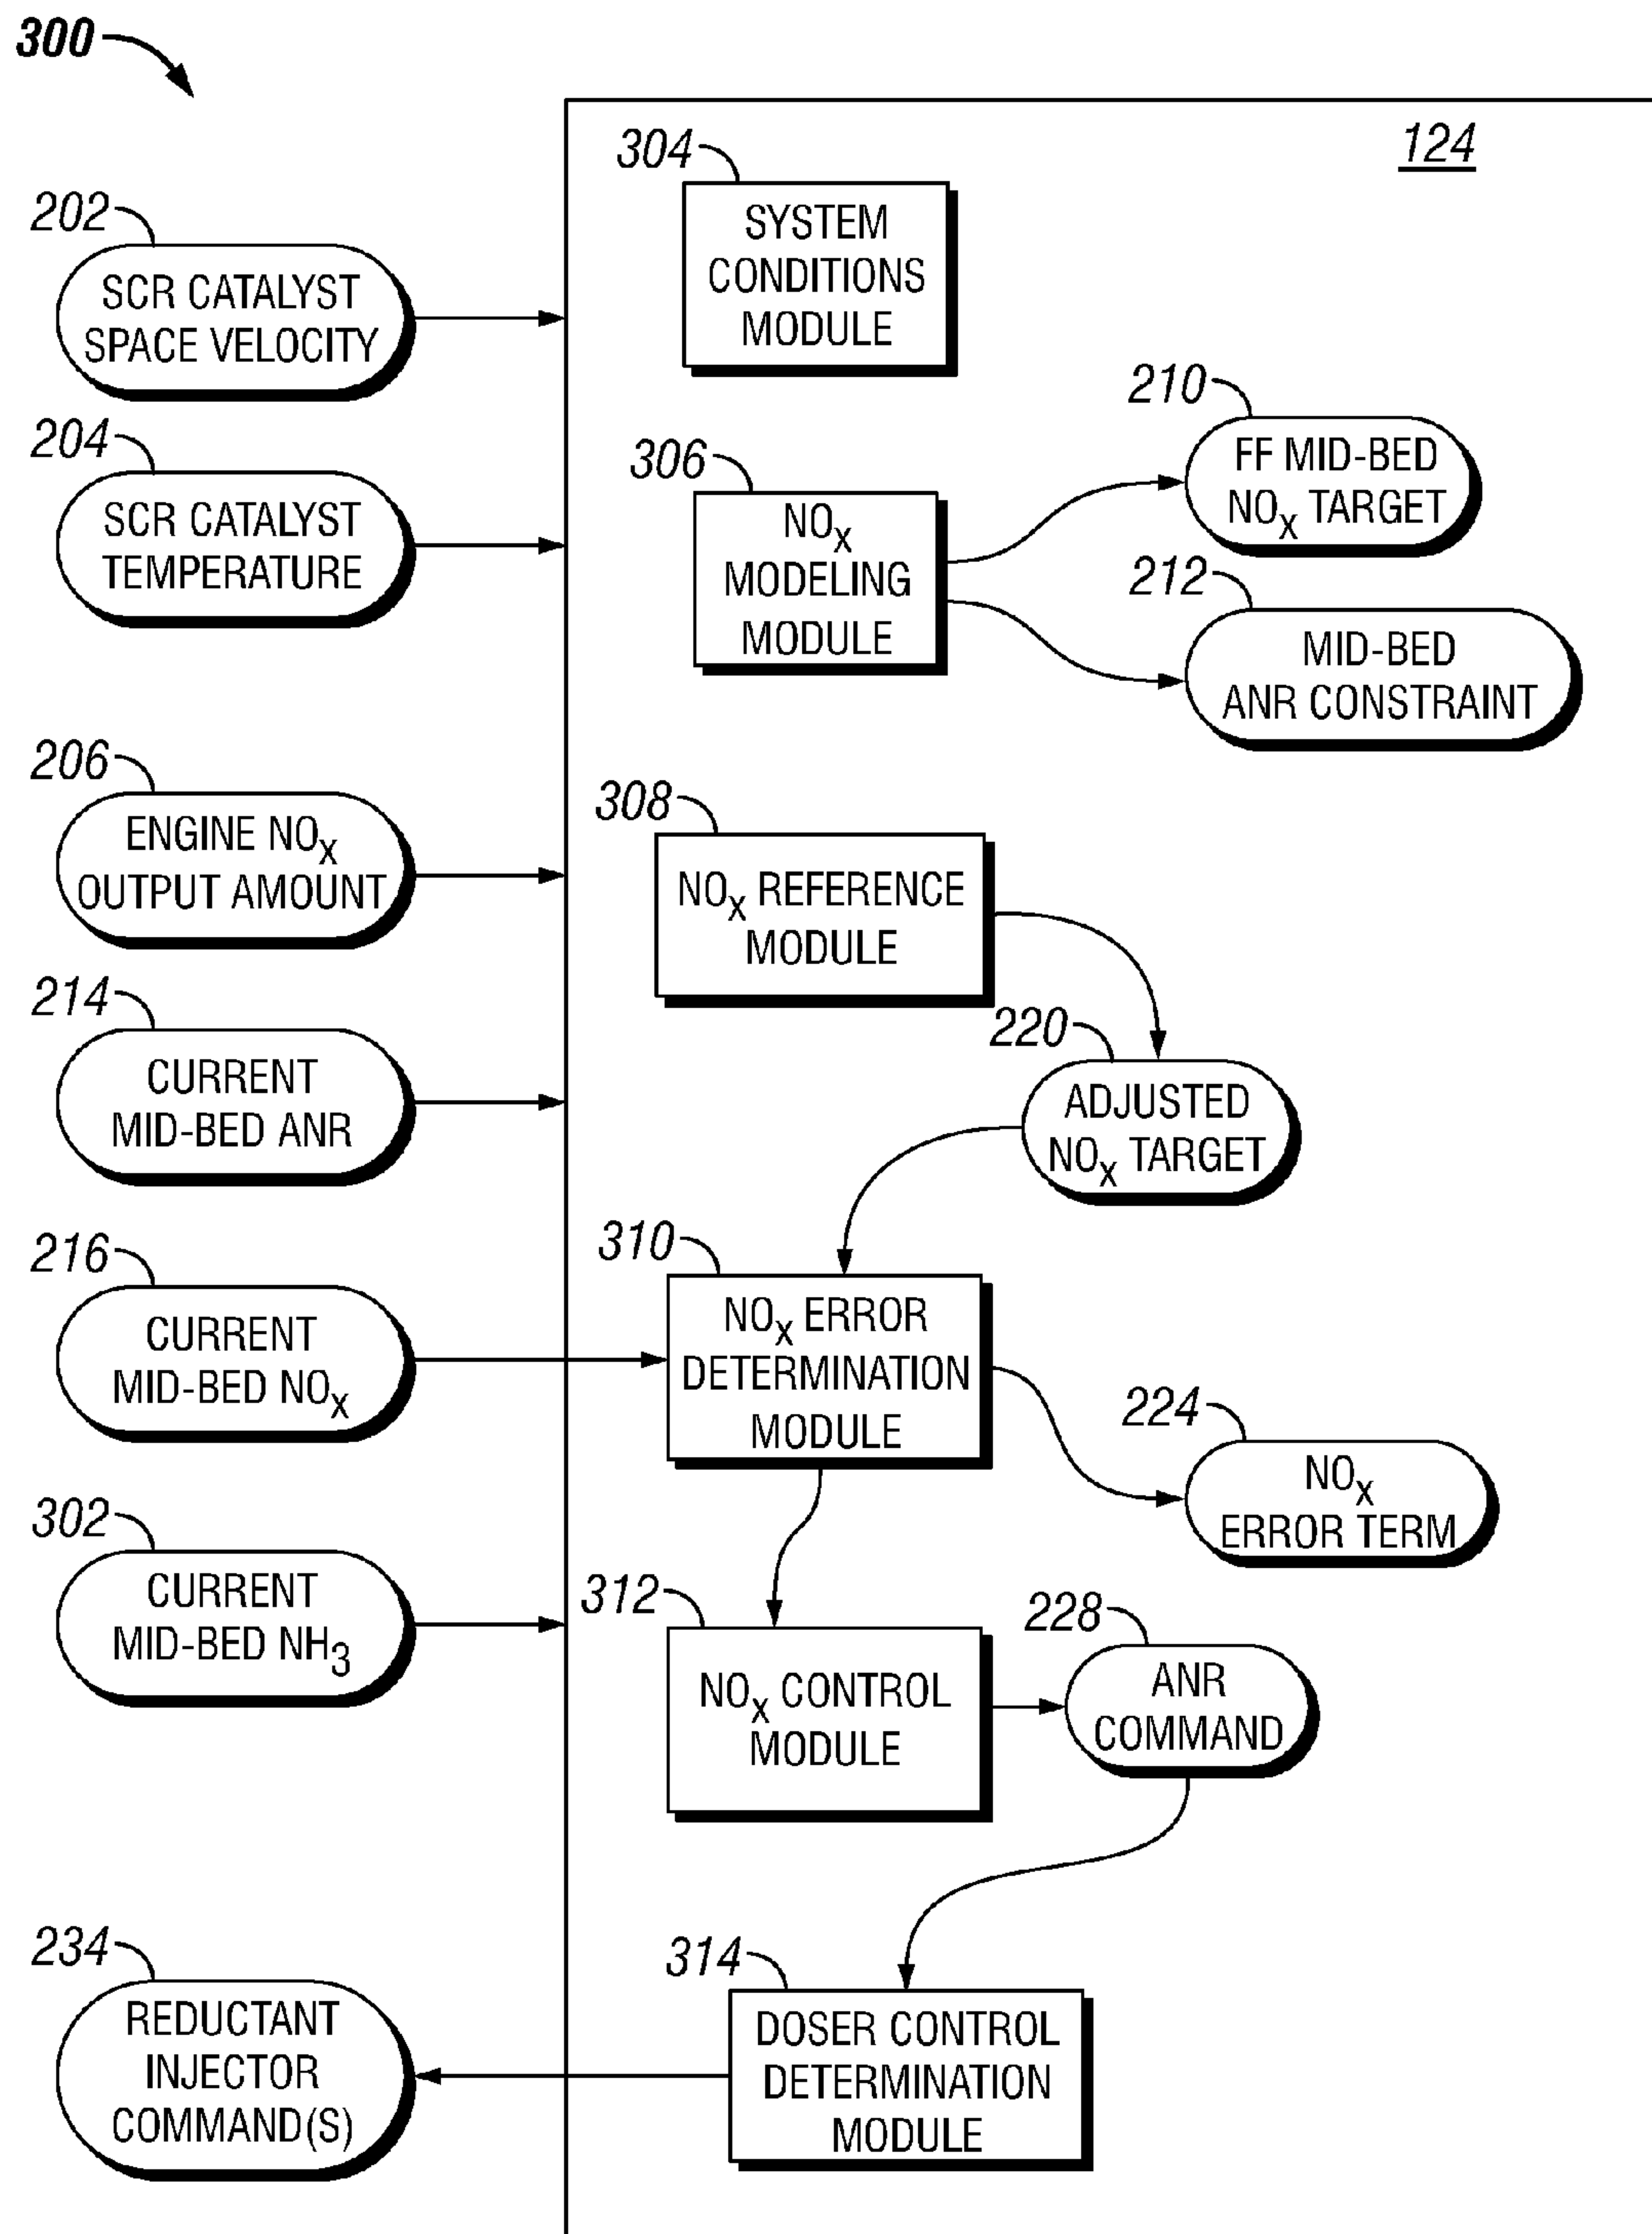 300
124
304
SYSTEM
CONDITIONS
MODULE
202
SCR CATALYST
SPACE VELOCITY
210
FF MID-BED
NOX TARGET
204
SCR CATALYST
TEMPERATURE
306
NOX
MODELING
MODULE
212
MID-BED
ANR CONSTRAINT
206
ENGINE NOX
OUTPUT AMOUNT
308
NOX REFERENCE
MODULE
214
CURRENT
MID-BED ANR
220
ADJUSTED
NOX TARGET
216
CURRENT
MID-BED NOX
310
NOX ERROR
DETERMINATION
MODULE
224
NOX
ERROR TERM
302
CURRENT
MID-BED NH3
312
NOX CONTROL
MODULE
228
ANR
COMMAND
234
REDUCTANT
INJECTOR
COMMAND(S)
314
DOSER CONTROL
DETERMINATION
MODULE